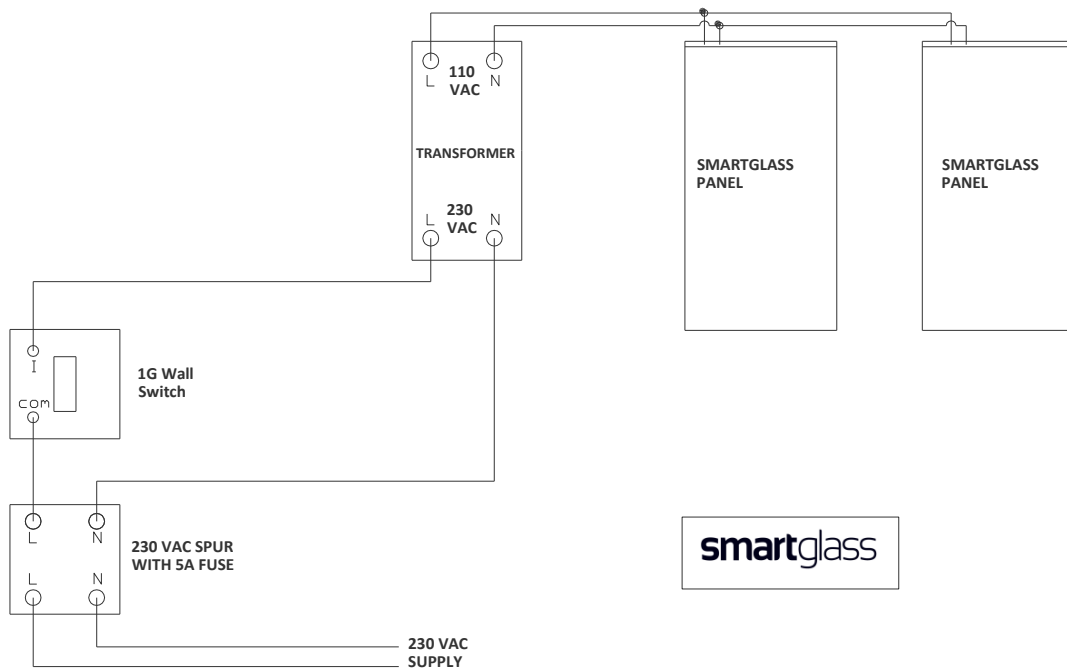 L
110
VAC
N
TRANSFORMER
L
230
VAC
N
SMARTGLASS
PANEL
SMARTGLASS
PANEL
I
COM
1G Wall
Switch
L
N
230 VAC SPUR
WITH 5A FUSE
L
N
230 VAC
SUPPLY
smartglass